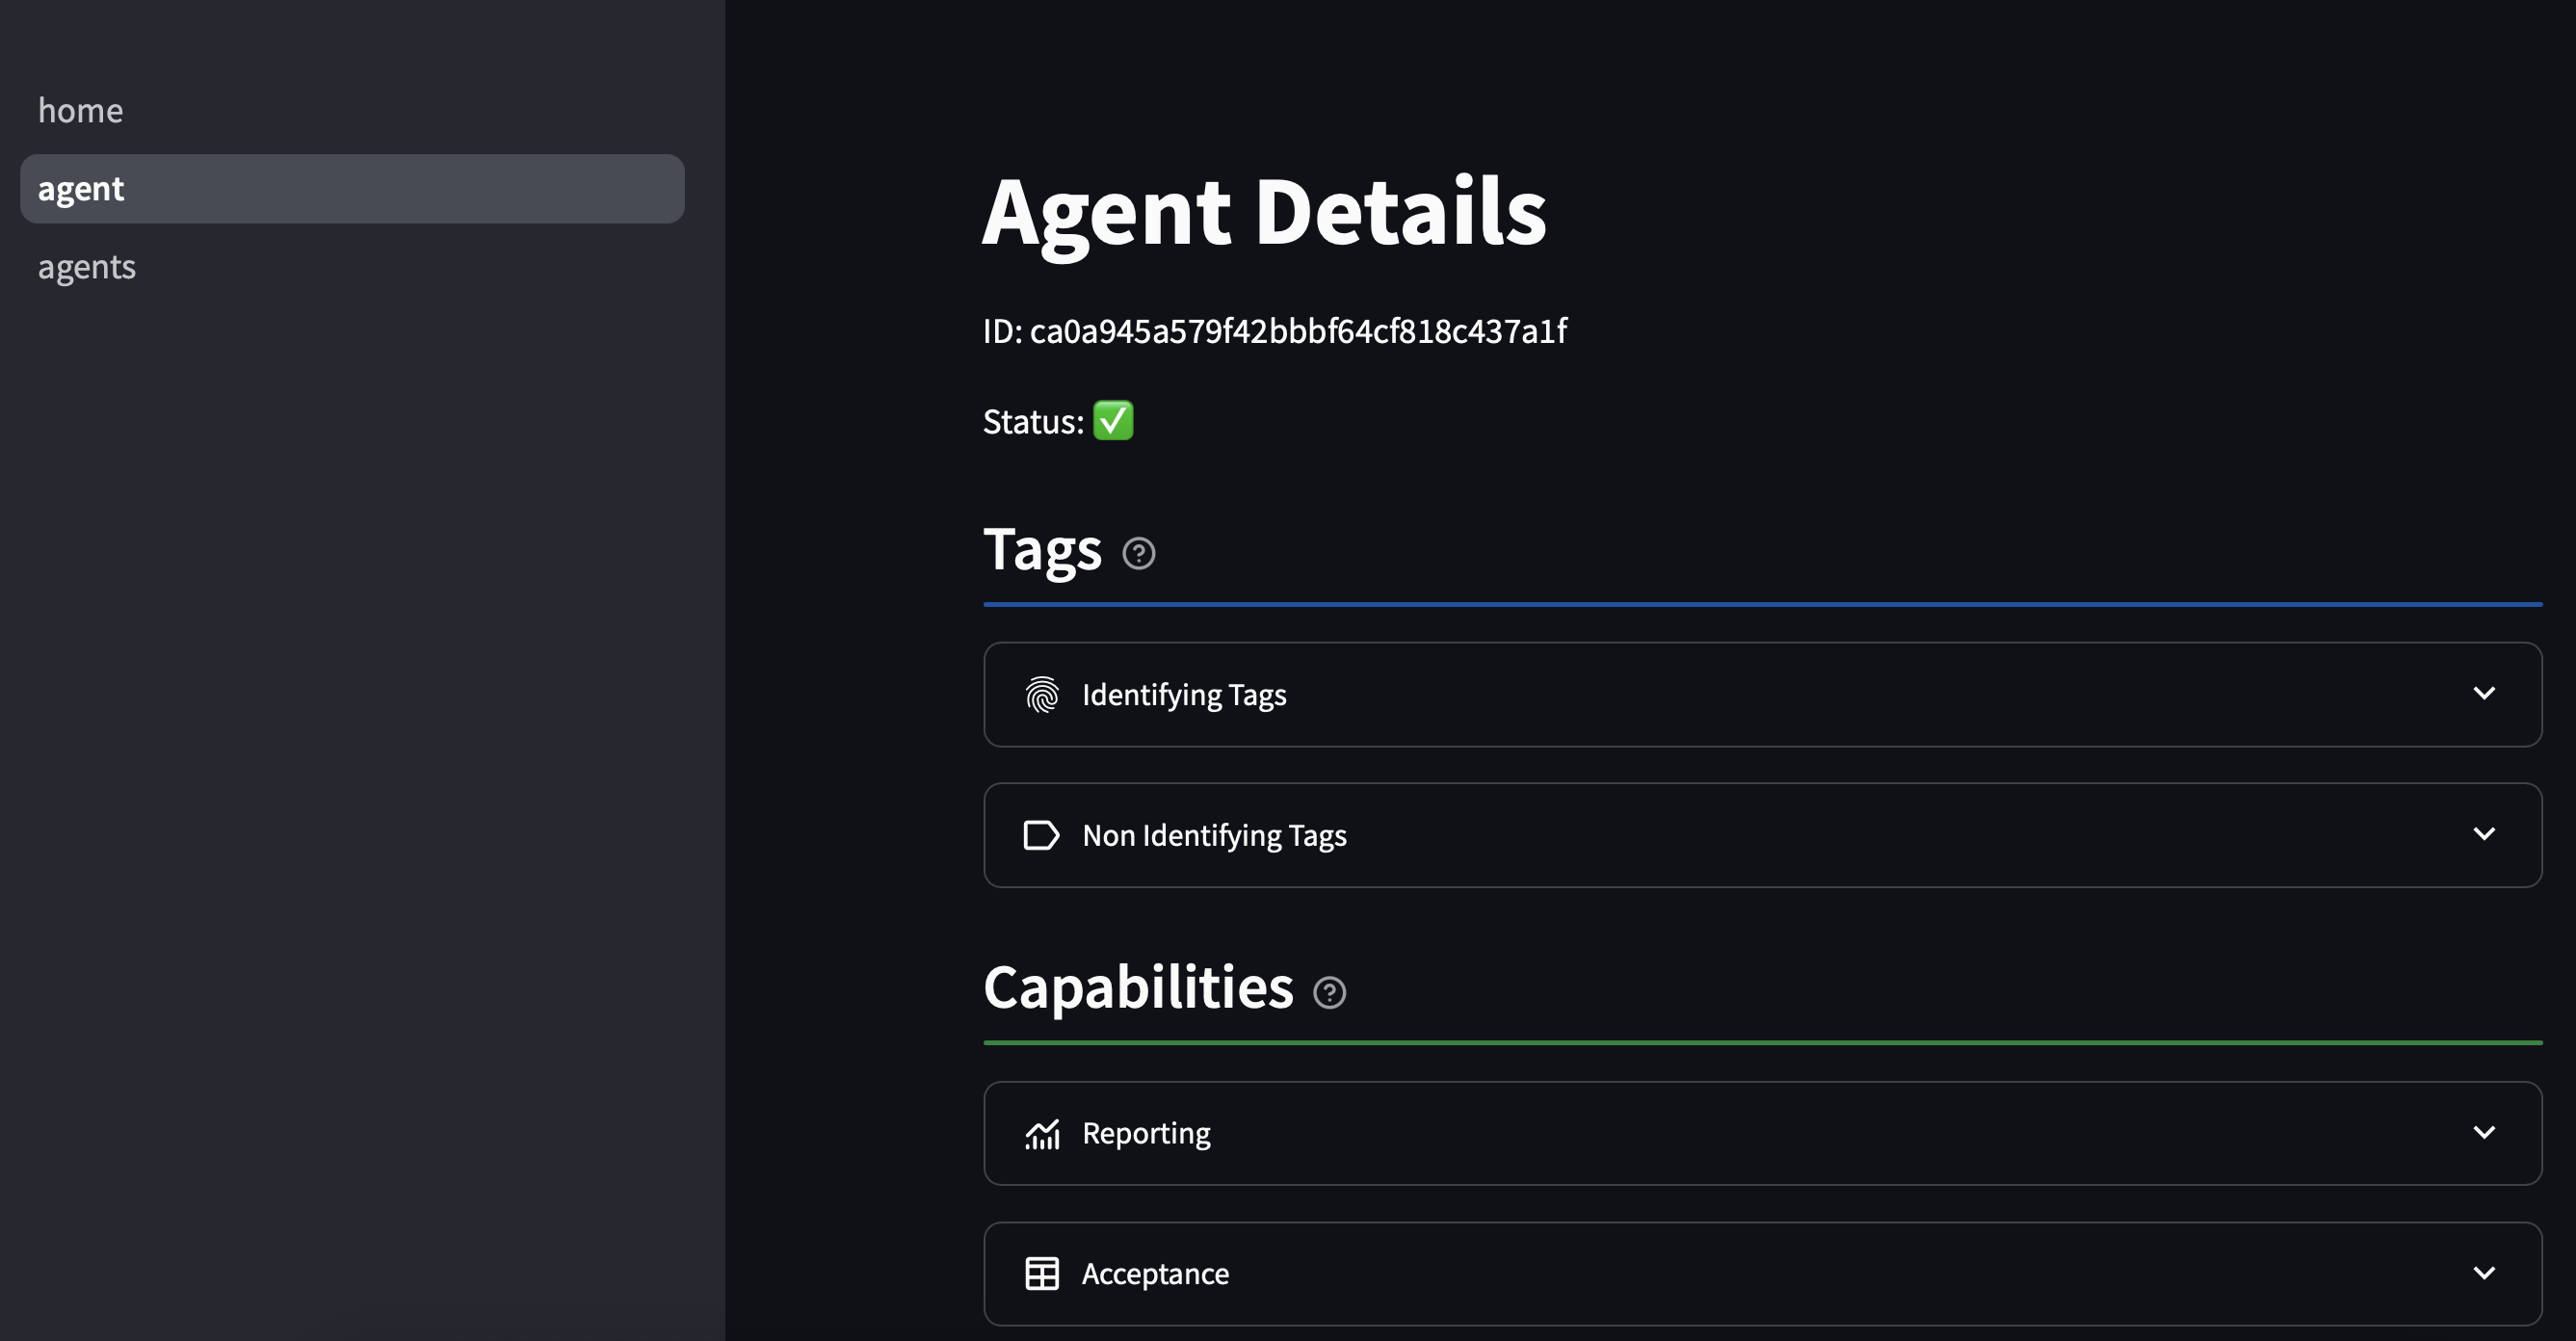 home
agent
agents
Agent Details
ID: ca0a945a579f42bbbf64cf818c437a1f
Status: ✅
Tags
Identifying Tags
Non Identifying Tags
Capabilities
Reporting
Acceptance